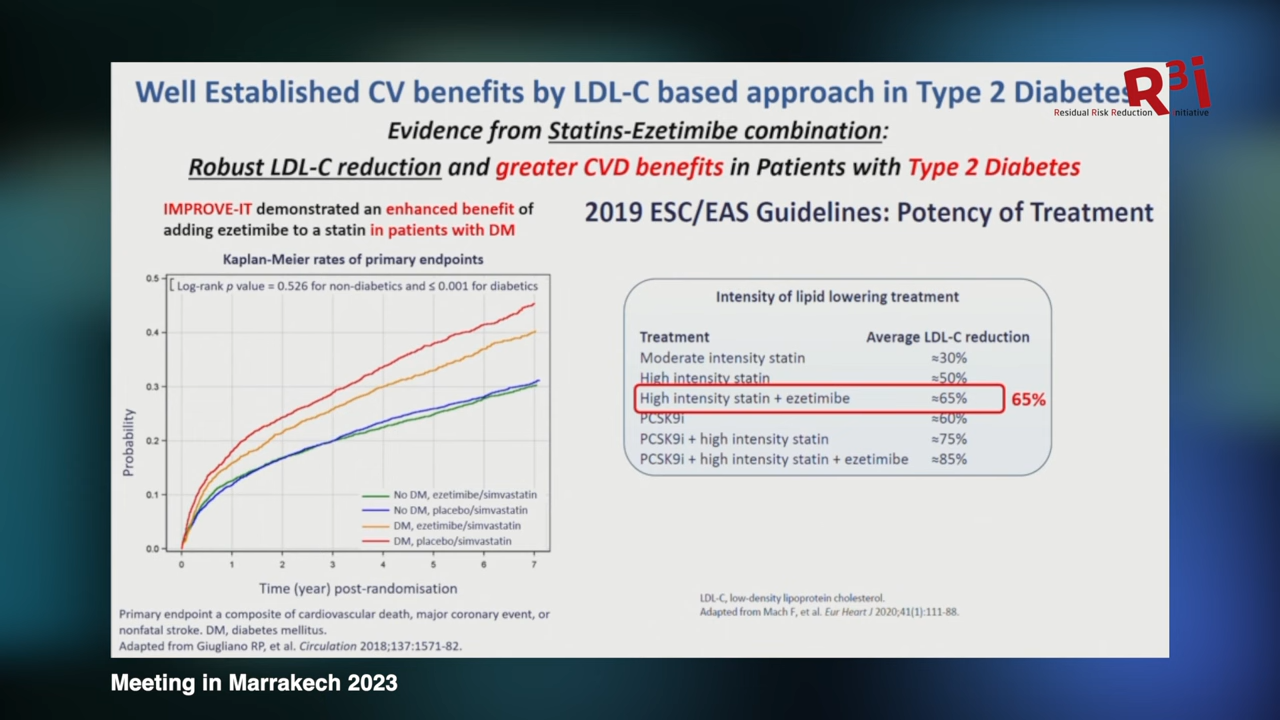 Well Established CV benefits by LDL-C based approach in Type 2 Diabetes
R3i
Residual Risk Reduction initiative
Evidence from Statins-Ezetimibe combination:
Robust LDL-C reduction and greater CVD benefits in Patients with Type 2 Diabetes
IMPROVE-IT demonstrated an enhanced benefit of
adding ezetimibe to a statin in patients with DM
Kaplan-Meier rates of primary endpoints
[ Log-rank p value = 0.526 for non-diabetics and ≤ 0.001 for diabetics
0.5
0.4
0.3
0.2
0.1
0.0
Probability
No DM, ezetimibe/simvastatin
No DM, placebo/simvastatin
DM, ezetimibe/simvastatin
DM, placebo/simvastatin
0 1 2 3 4 5 6 7
Time (year) post-randomisation
Primary endpoint a composite of cardiovascular death, major coronary event, or
nonfatal stroke. DM, diabetes mellitus.
Adapted from Giugliano RP, et al. Circulation 2018;137:1571-82.
2019 ESC/EAS Guidelines: Potency of Treatment
Intensity of lipid lowering treatment
Treatment Average LDL-C reduction
Moderate intensity statin ≈30%
High intensity statin ≈50%
High intensity statin + ezetimibe ≈65% 65%
PCSK9i ≈60%
PCSK9i + high intensity statin ≈75%
PCSK9i + high intensity statin + ezetimibe ≈85%
LDL-C, low-density lipoprotein cholesterol.
Adapted from Mach F, et al. Eur Heart J 2020;41(1):111-88.
Meeting in Marrakech 2023